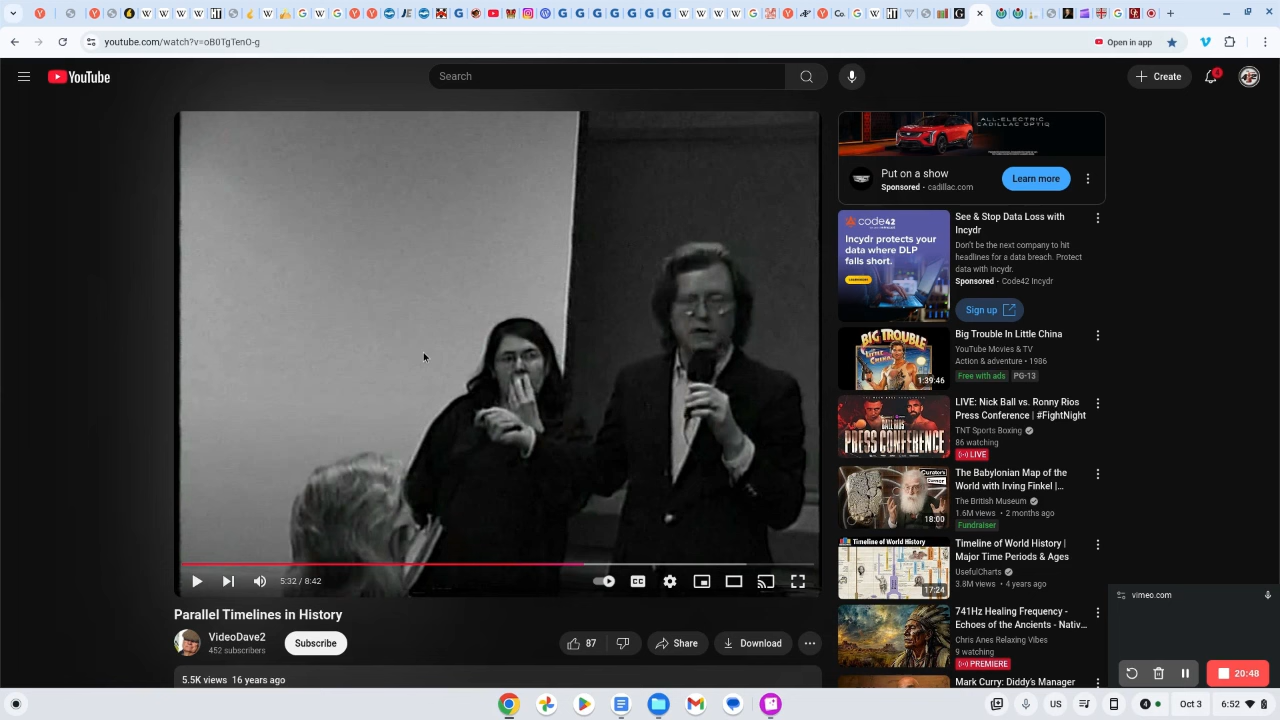 youtube.com/watch?v=oB0TgTenO-g
Open in app
YouTube
Search
Create
4
ALL-ELECTRIC
CADILLAC OPTIQ
Put on a show
Sponsored · cadillac.com
Learn more
code42
Incydr protects your
data where DLP
falls short.
See & Stop Data Loss with
Incydr
Don't be the next company to hit
headlines for a data breach. Protect
data with Incydr.
Sponsored · Code42 Incydr
Sign up
BIG TROUBLE
1:39:46
Big Trouble In Little China
YouTube Movies & TV
Action & adventure • 1986
Free with ads
PG-13
PRESS CONFERENCE
LIVE: Nick Ball vs. Ronny Rios
Press Conference | #FightNight
TNT Sports Boxing
86 watching
LIVE
Curator's
Corner
18:00
The Babylonian Map of the
World with Irving Finkel |...
The British Museum
1.6M views • 2 months ago
Fundraiser
Timeline of World History
17:24
Timeline of World History |
Major Time Periods & Ages
UsefulCharts
3.8M views • 4 years ago
741Hz Healing Frequency -
Echoes of the Ancients - Nativ...
Chris Anes Relaxing Vibes
9 watching
PREMIERE
Mark Curry: Diddy's Manager
5:32 / 8:42
CC
Parallel Timelines in History
VideoDave2
452 subscribers
Subscribe
87
Share
Download
5.5K views 16 years ago
vimeo.com
20:48
4
US
Oct 3
6:52